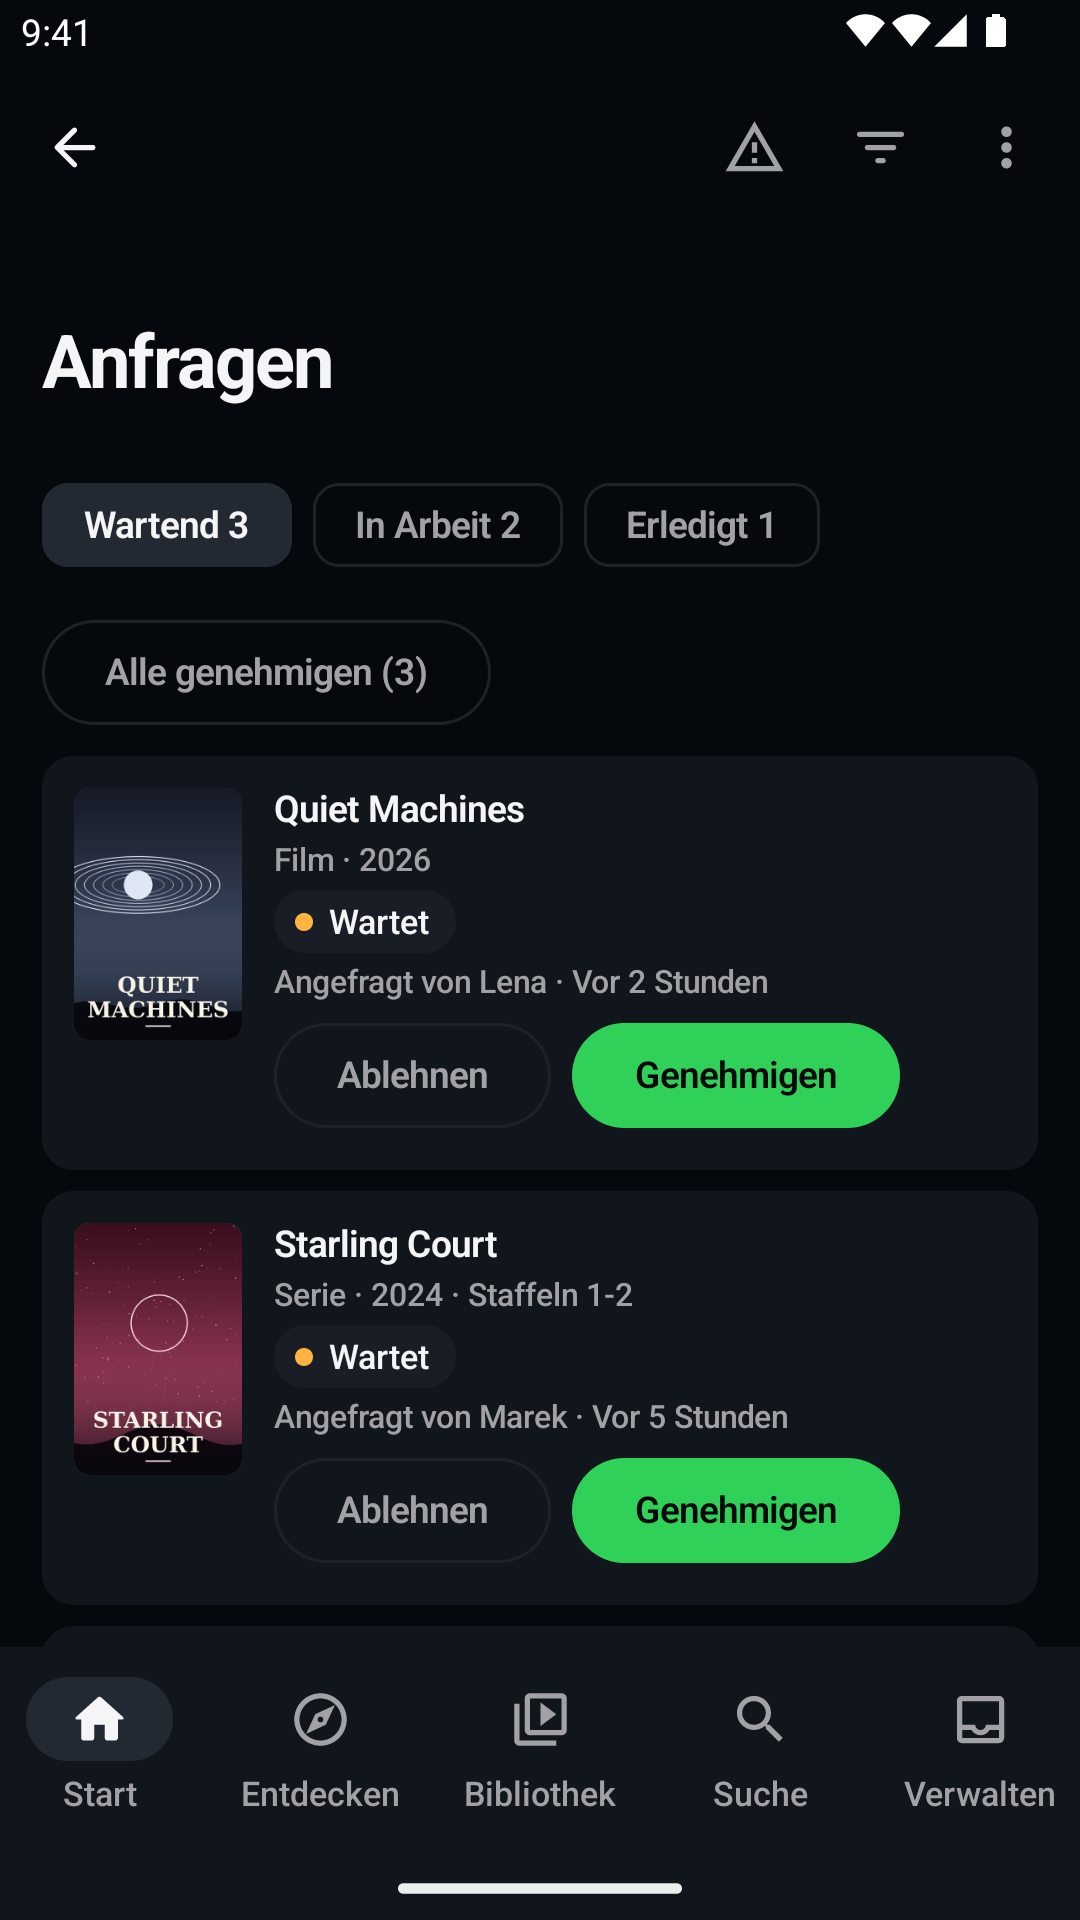 9:41
Anfragen
Wartend 3
In Arbeit 2
Erledigt 1
Alle genehmigen (3)
QUIET
MACHINES
Quiet Machines
Film · 2026
Wartet
Angefragt von Lena · Vor 2 Stunden
Ablehnen
Genehmigen
STARLING
COURT
Starling Court
Serie · 2024 · Staffeln 1-2
Wartet
Angefragt von Marek · Vor 5 Stunden
Ablehnen
Genehmigen
Start
Entdecken
Bibliothek
Suche
Verwalten